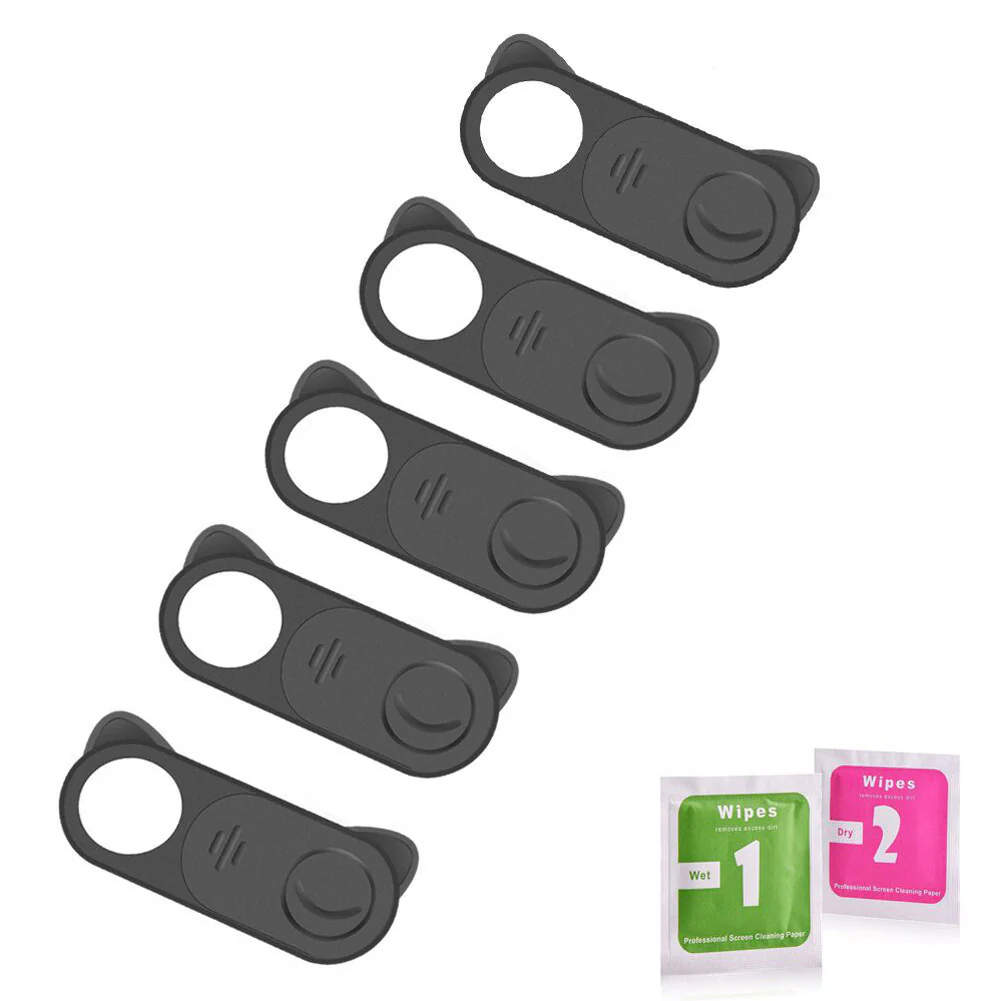 Wipes
removes excess dirt
Wet
1
Professional Screen Cleaning Paper
Wipes
removes excess dirt
Dry
2
Professional Screen Cleaning Paper